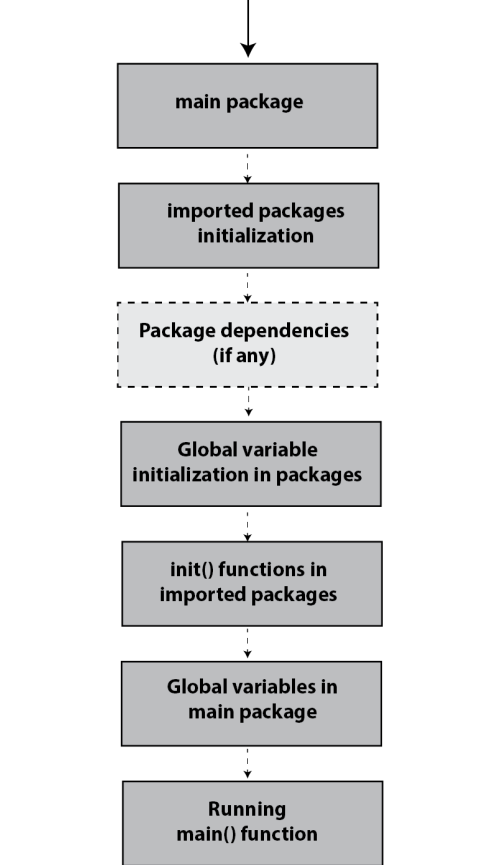 main package
imported packages
initialization
Package dependencies
(if any)
Global variable
initialization in packages
init() functions in
imported packages
Global variables in
main package
Running
main() function